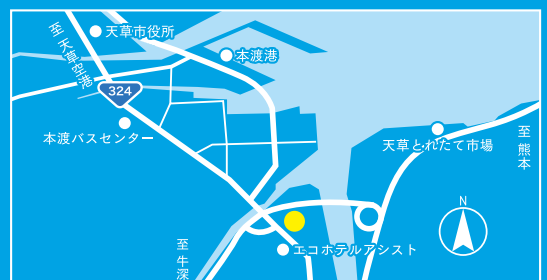 天草市役所
至 天草空港
本渡港
324
本渡バスセンター
天草とれたて市場
至 熊本
N
エコホテルアシスト
至 牛深